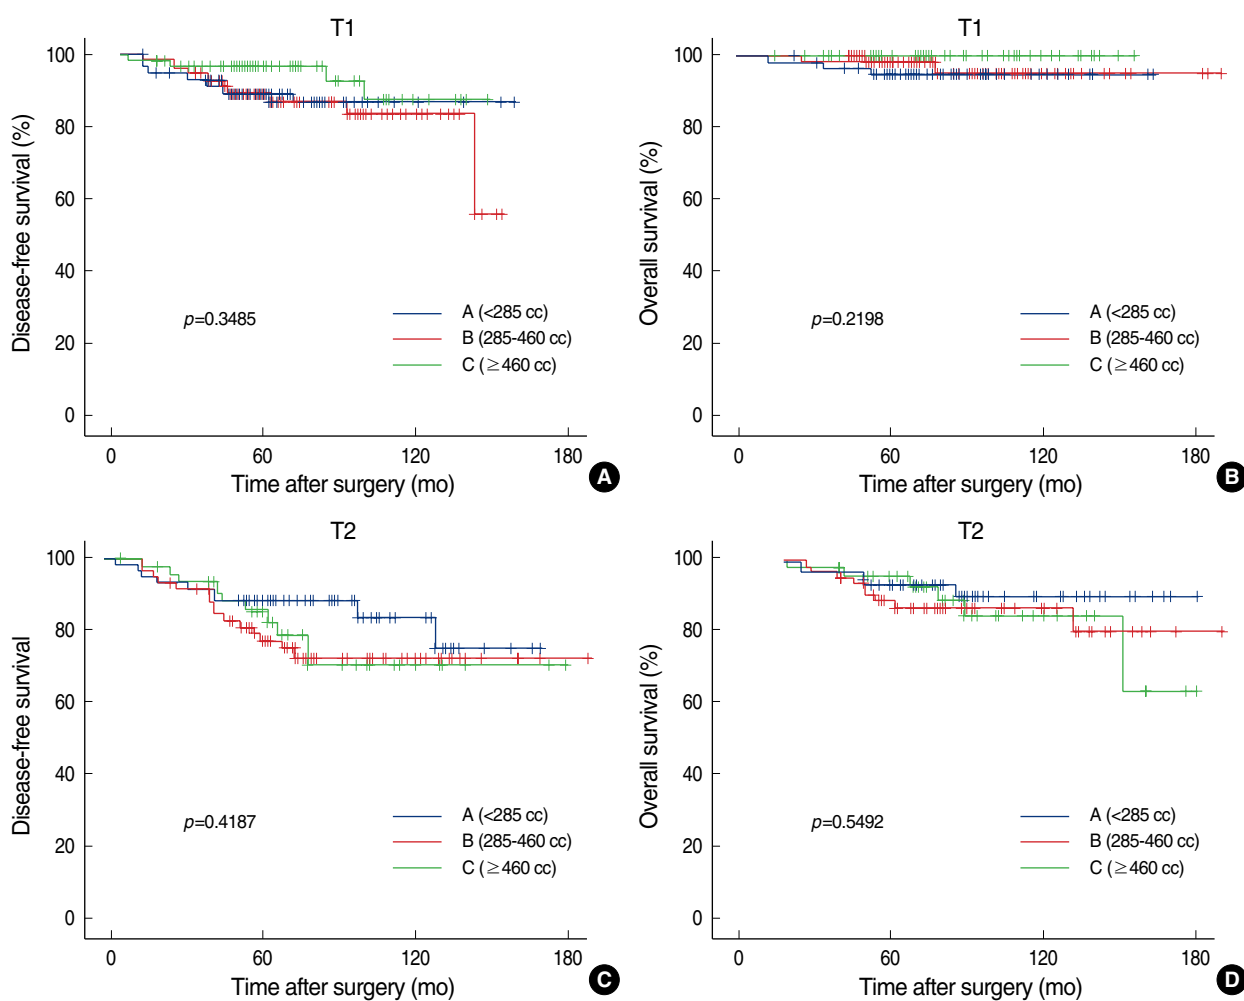 T1
Disease-free survival (%)
100
80
60
40
20
0
p=0.3485
A (<285 cc)
B (285-460 cc)
C (≥460 cc)
0 60 120 180
Time after surgery (mo)
A
T1
Overall survival (%)
100
80
60
40
20
0
p=0.2198
A (<285 cc)
B (285-460 cc)
C (≥460 cc)
0 60 120 180
Time after surgery (mo)
B
T2
Disease-free survival
100
80
60
40
20
0
p=0.4187
A (<285 cc)
B (285-460 cc)
C (≥460 cc)
0 60 120 180
Time after surgery (mo)
C
T2
Overall survival (%)
100
80
60
40
20
0
p=0.5492
A (<285 cc)
B (285-460 cc)
C (≥460 cc)
0 60 120 180
Time after surgery (mo)
D